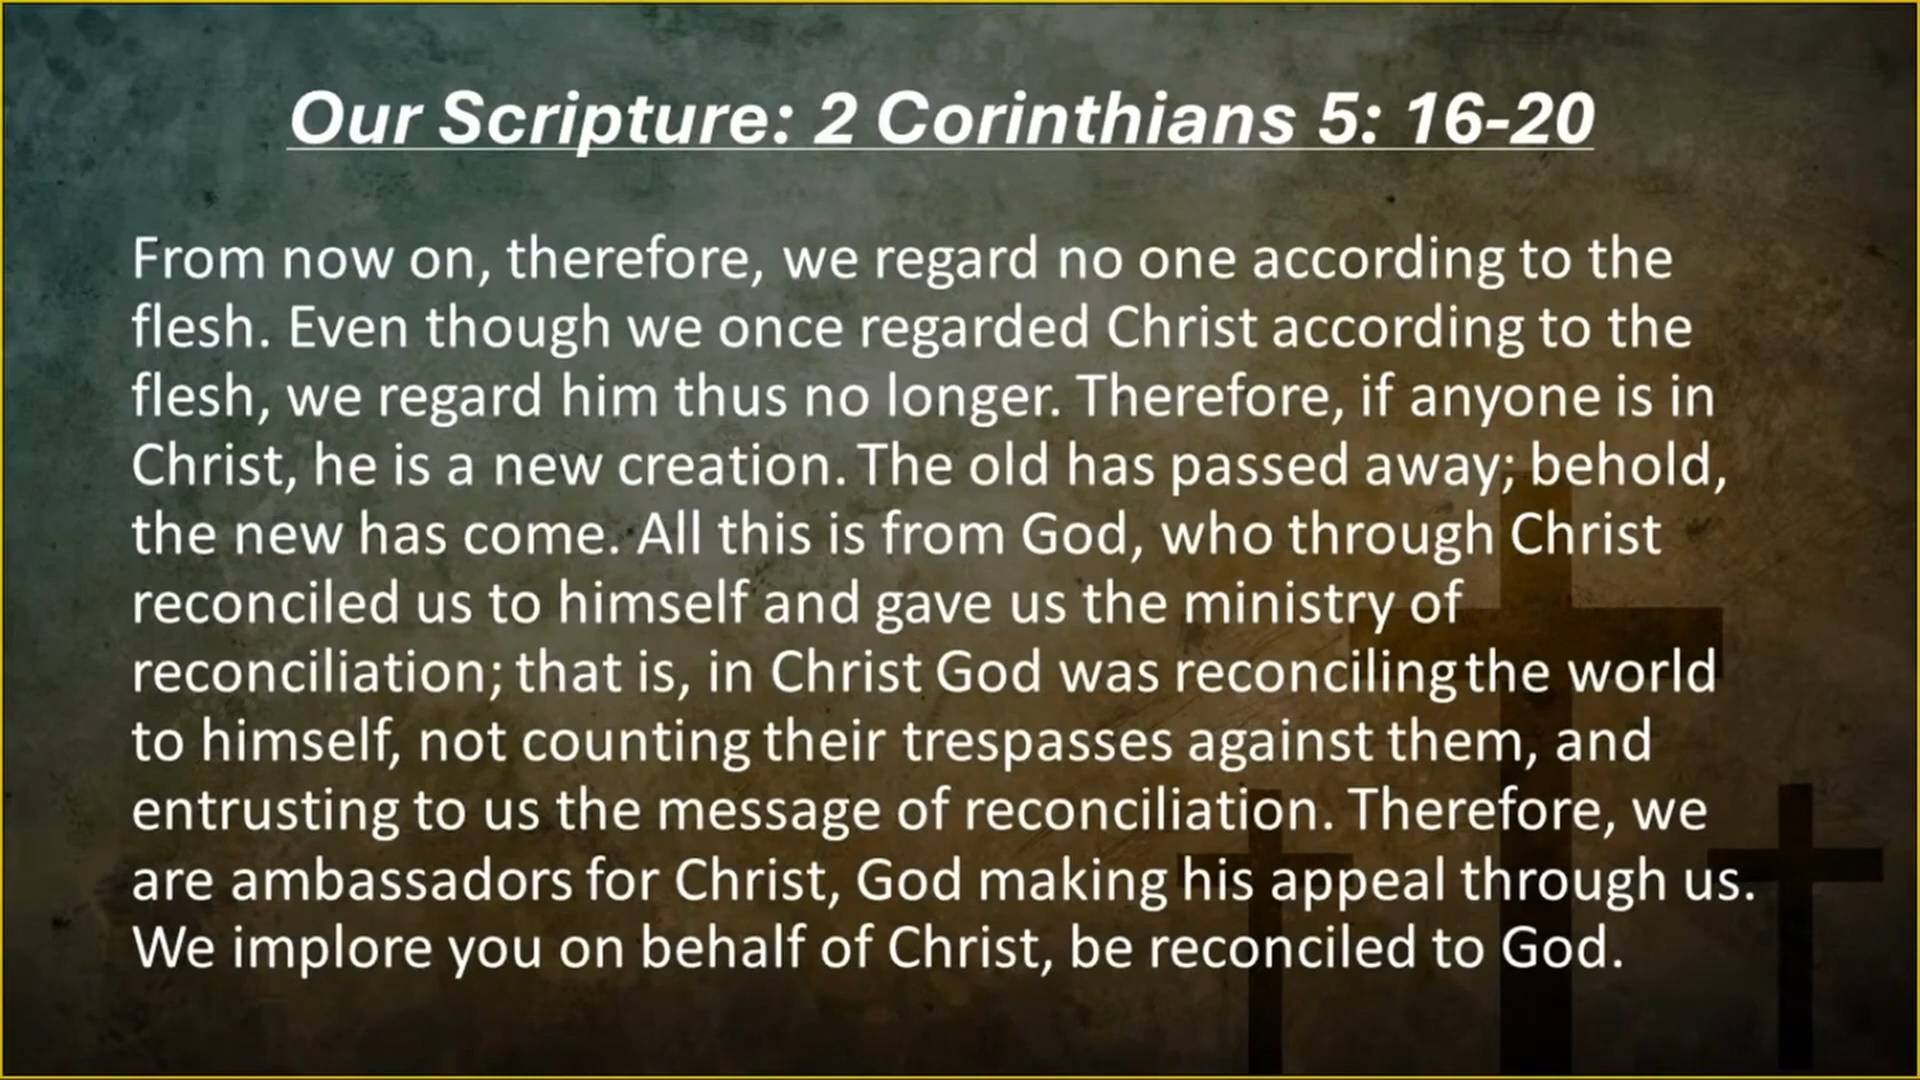 Our Scripture: 2 Corinthians 5: 16-20
From now on, therefore, we regard no one according to the
flesh. Even though we once regarded Christ according to the
flesh, we regard him thus no longer. Therefore, if anyone is in
Christ, he is a new creation. The old has passed away; behold,
the new has come. All this is from God, who through Christ
reconciled us to himself and gave us the ministry of
reconciliation; that is, in Christ God was reconciling the world
to himself, not counting their trespasses against them, and
entrusting to us the message of reconciliation. Therefore, we
are ambassadors for Christ, God making his appeal through us.
We implore you on behalf of Christ, be reconciled to God.